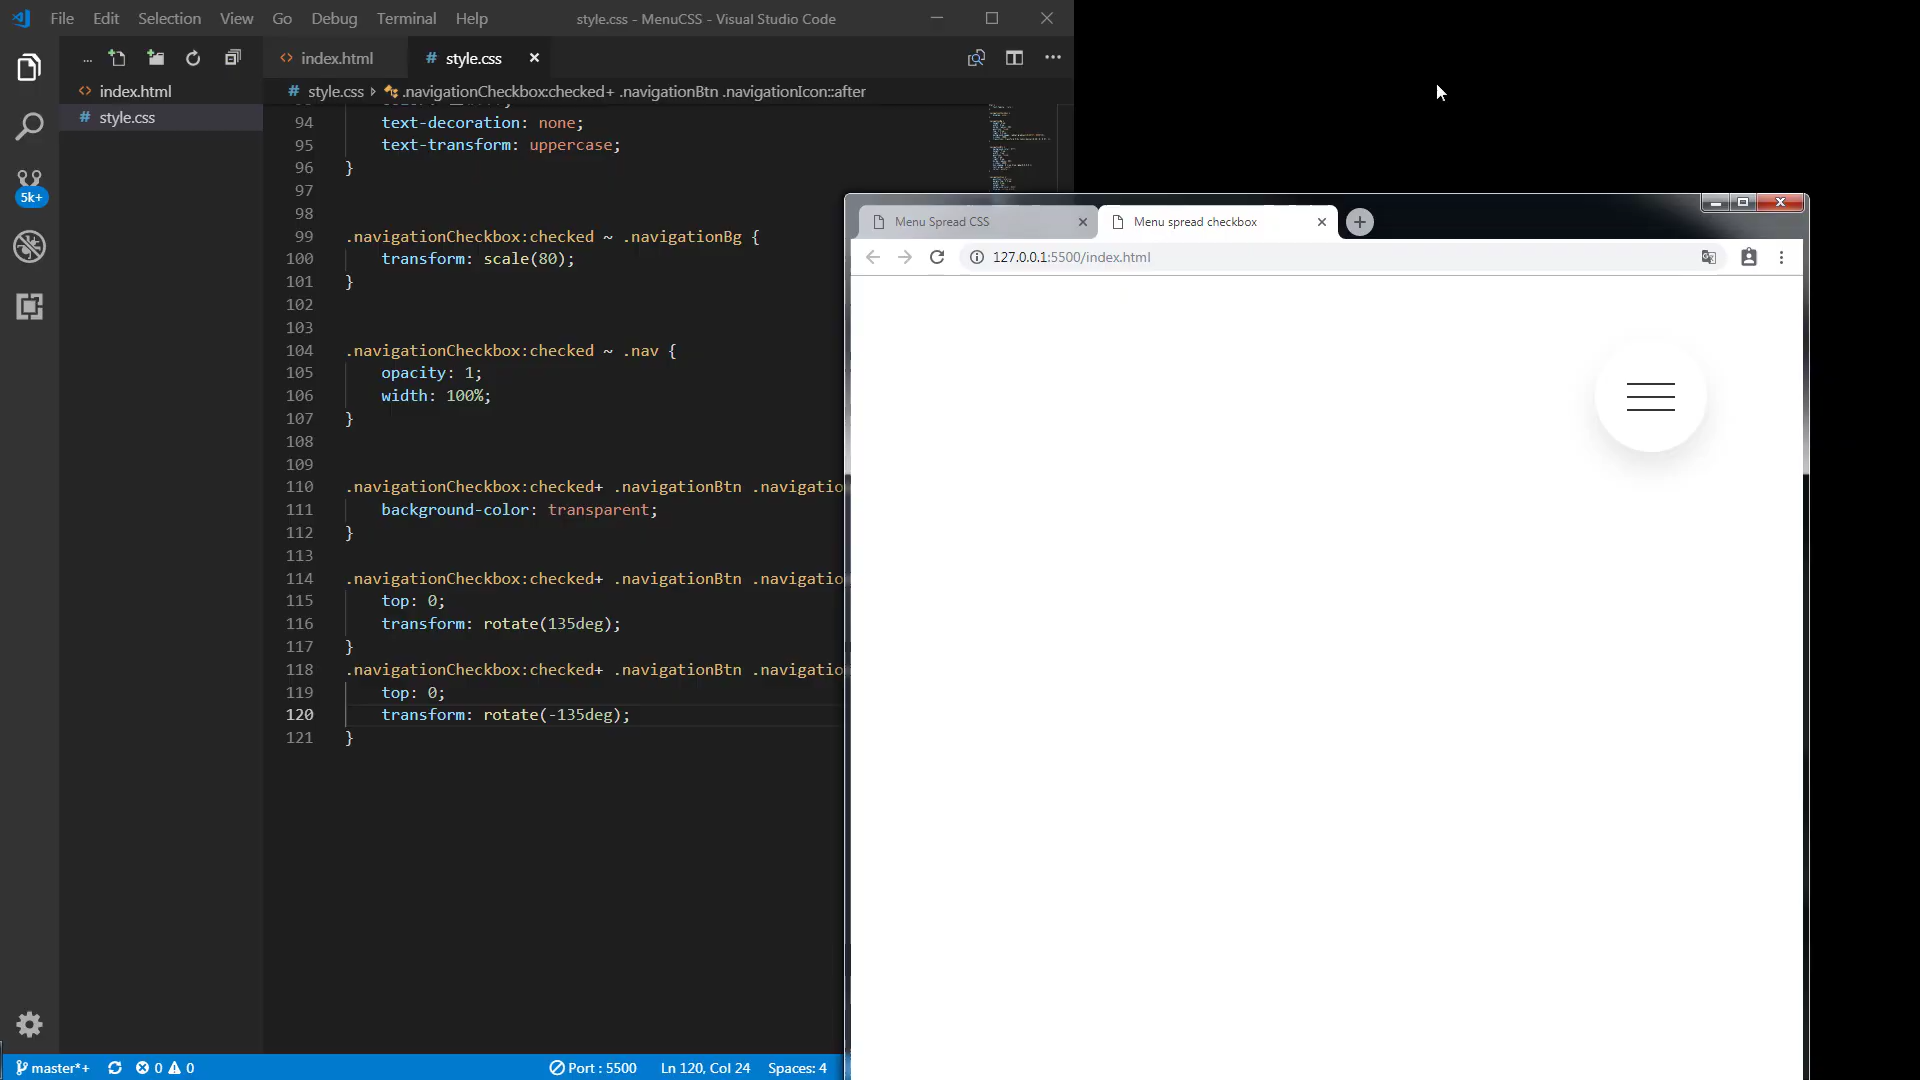 File Edit Selection View Go Debug Terminal Help
style.css - MenuCSS - Visual Studio Code
...
index.html
# style.css ×
<> index.html
# style.css
# style.css › .navigationCheckbox:checked+ .navigationBtn .navigationIcon::after
94 text-decoration: none;
95 text-transform: uppercase;
96 }
97
98
99 .navigationCheckbox:checked ~ .navigationBg {
100 transform: scale(80);
101 }
102
103
104 .navigationCheckbox:checked ~ .nav {
105 opacity: 1;
106 width: 100%;
107 }
108
109
110 .navigationCheckbox:checked+ .navigationBtn .navigatio
111 background-color: transparent;
112 }
113
114 .navigationCheckbox:checked+ .navigationBtn .navigatio
115 top: 0;
116 transform: rotate(135deg);
117 }
118 .navigationCheckbox:checked+ .navigationBtn .navigatio
119 top: 0;
120 transform: rotate(-135deg);
121 }
5k+
master*+ 0 0
Port : 5500
Ln 120, Col 24
Spaces: 4
Menu Spread CSS
Menu spread checkbox
127.0.0.1:5500/index.html